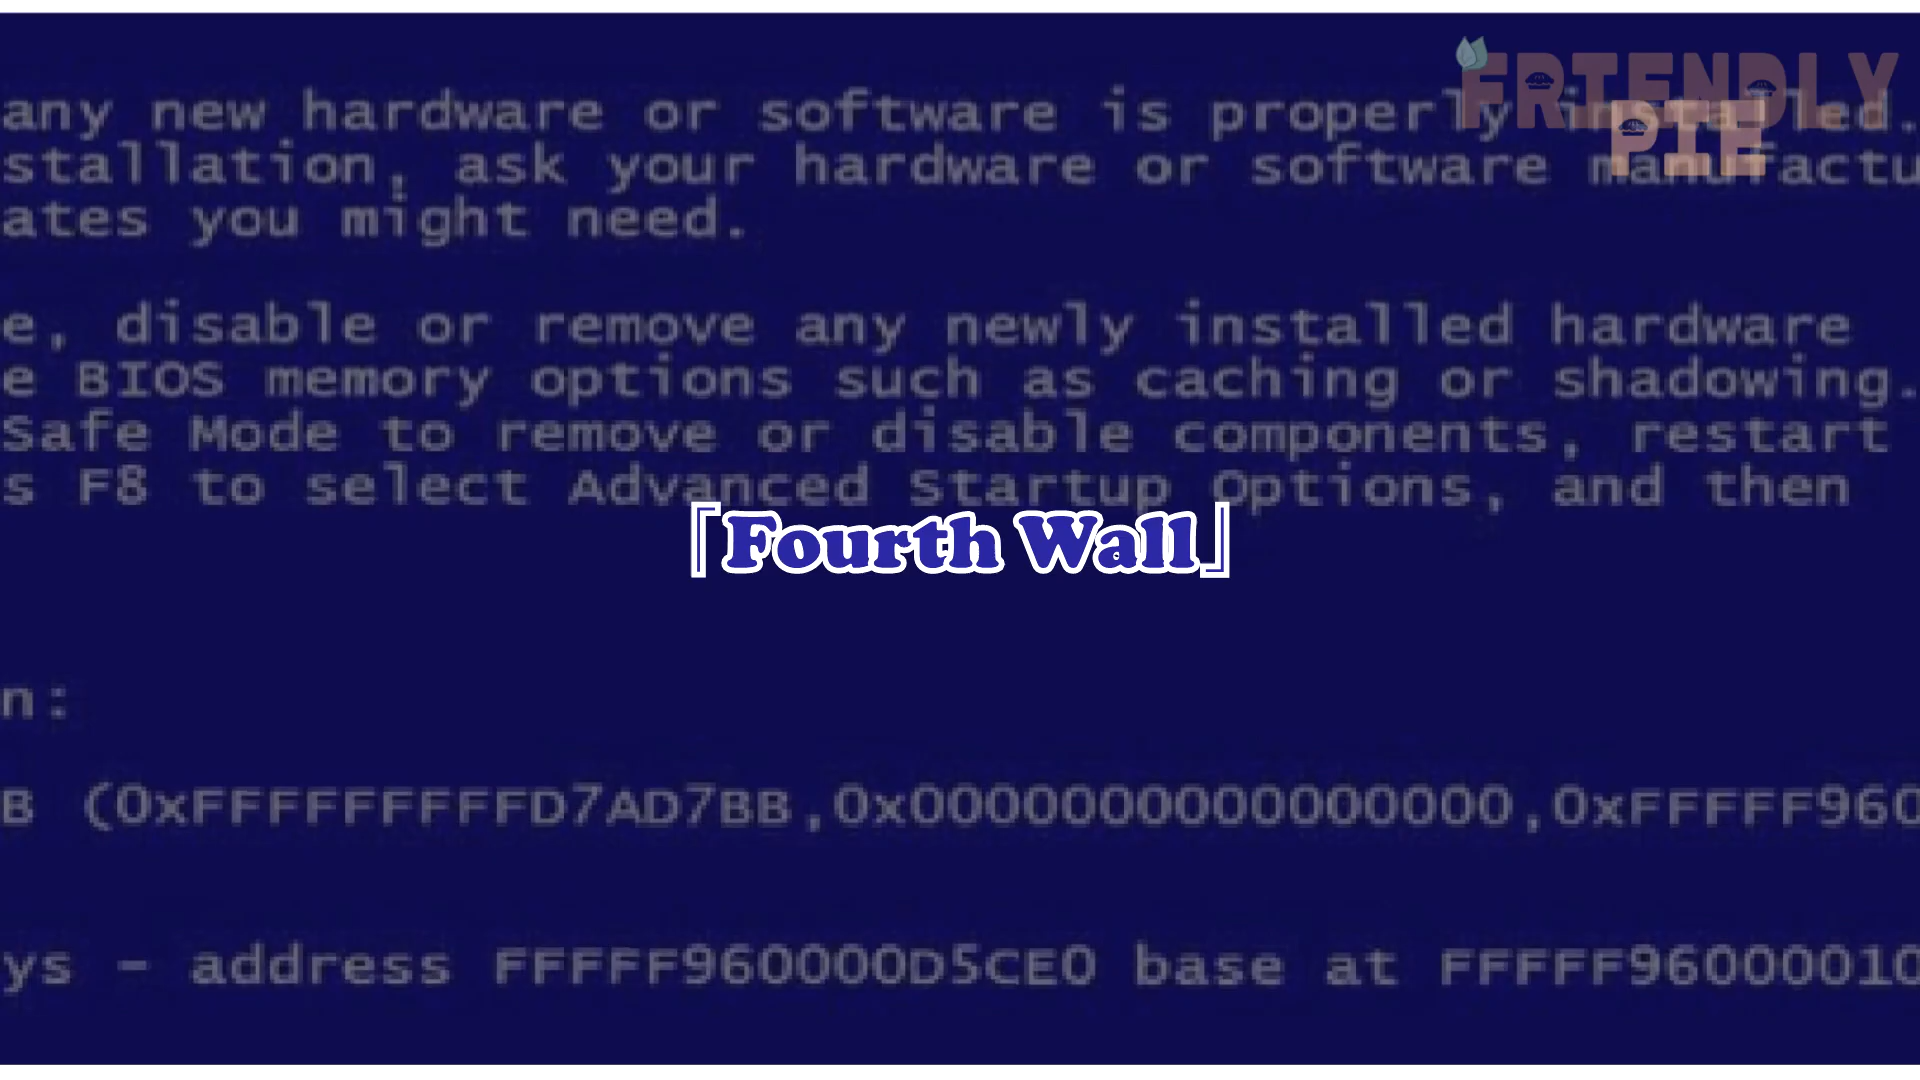 FRIENDLY
PIE
any new hardware or software is properly installed.
stallation, ask your hardware or software manufactu
ates you might need.
e, disable or remove any newly installed hardware
e BIOS memory options such as caching or shadowing.
Safe Mode to remove or disable components, restart
s F8 to select Advanced Startup Options, and then
「Fourth Wall」
n:
B (0xFFFFFFFFFD7AD7BB,0x0000000000000000,0xFFFFF960
ys - address FFFFF960000D5CE0 base at FFFFF96000010